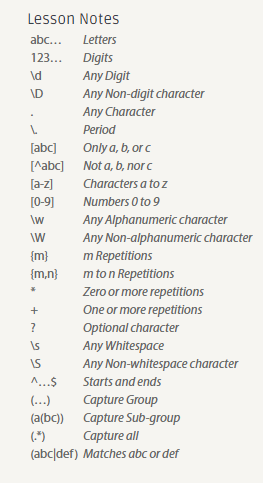 Lesson Notes
abc… Letters
123… Digits
\d Any Digit
\D Any Non-digit character
. Any Character
\. Period
[abc] Only a, b, or c
[^abc] Not a, b, nor c
[a-z] Characters a to z
[0-9] Numbers 0 to 9
\w Any Alphanumeric character
\W Any Non-alphanumeric character
{m} m Repetitions
{m,n} m to n Repetitions
* Zero or more repetitions
+ One or more repetitions
? Optional character
\s Any Whitespace
\S Any Non-whitespace character
^…$ Starts and ends
(…) Capture Group
(a(bc)) Capture Sub-group
(.*) Capture all
(abc|def) Matches abc or def